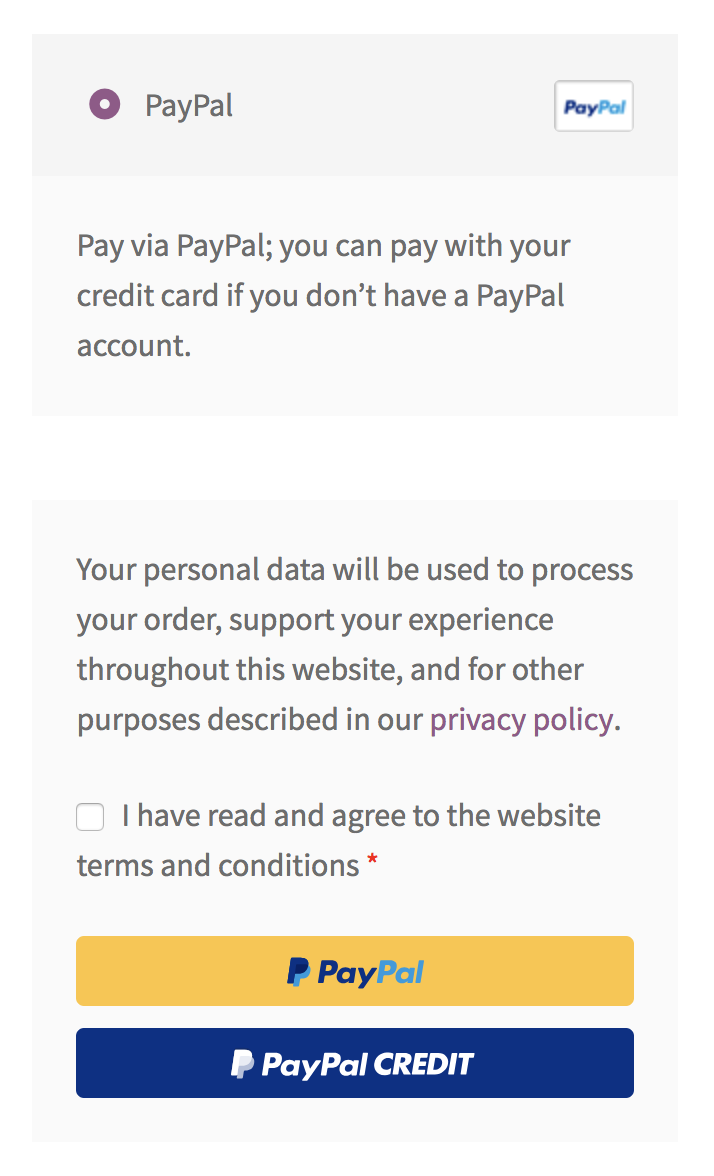 PayPal PayPal
Pay via PayPal; you can pay with your
credit card if you don’t have a PayPal
account.
Your personal data will be used to process
your order, support your experience
throughout this website, and for other
purposes described in our privacy policy.
I have read and agree to the website
terms and conditions *
PayPal
PayPal CREDIT